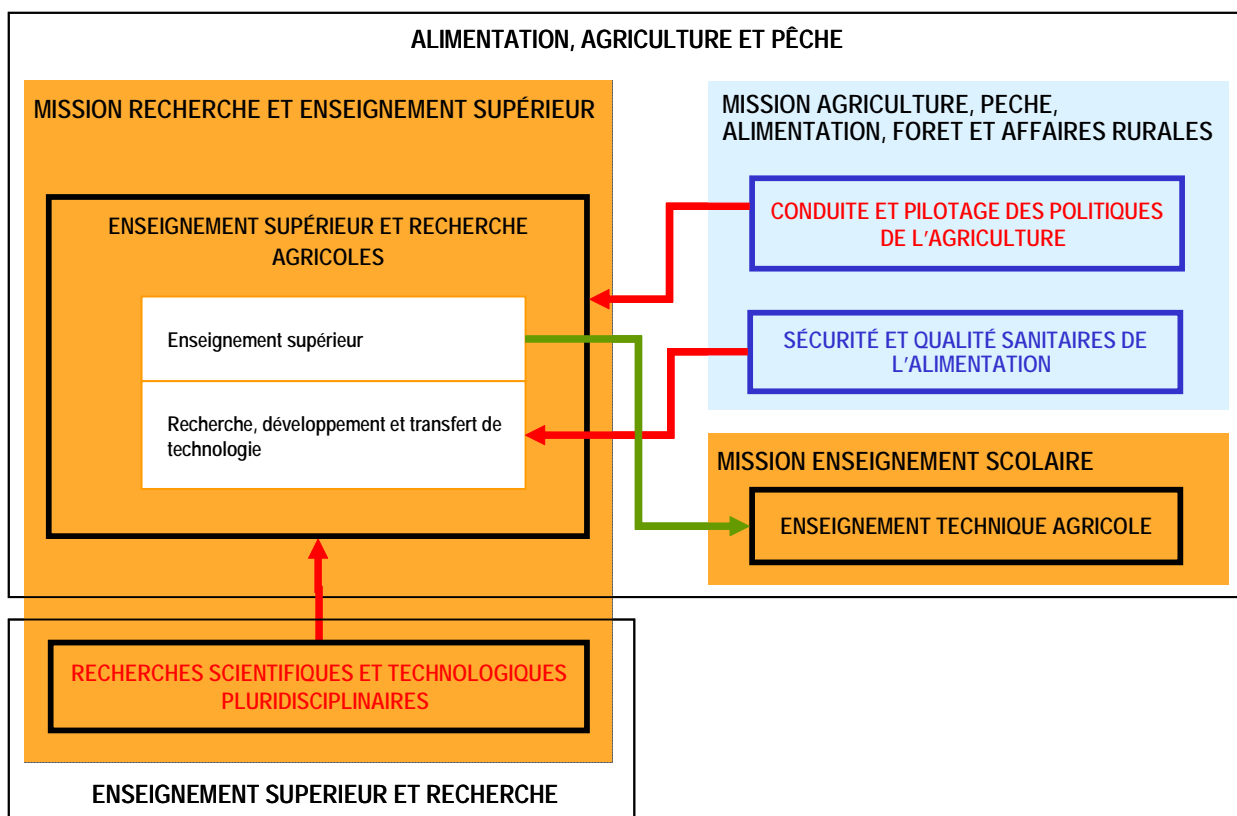 ALIMENTATION, AGRICULTURE ET PÊCHE
MISSION RECHERCHE ET ENSEIGNEMENT SUPÉRIEUR
ENSEIGNEMENT SUPÉRIEUR ET RECHERCHE
AGRICOLES
Enseignement supérieur
Recherche, développement et transfert de
technologie
MISSION AGRICULTURE, PECHE,
ALIMENTATION, FORET ET AFFAIRES RURALES
CONDUITE ET PILOTAGE DES POLITIQUES
DE L'AGRICULTURE
SÉCURITÉ ET QUALITÉ SANITAIRES DE
L'ALIMENTATION
MISSION ENSEIGNEMENT SCOLAIRE
ENSEIGNEMENT TECHNIQUE AGRICOLE
RECHERCHES SCIENTIFIQUES ET TECHNOLOGIQUES
PLURIDISCIPLINAIRES
ENSEIGNEMENT SUPERIEUR ET RECHERCHE